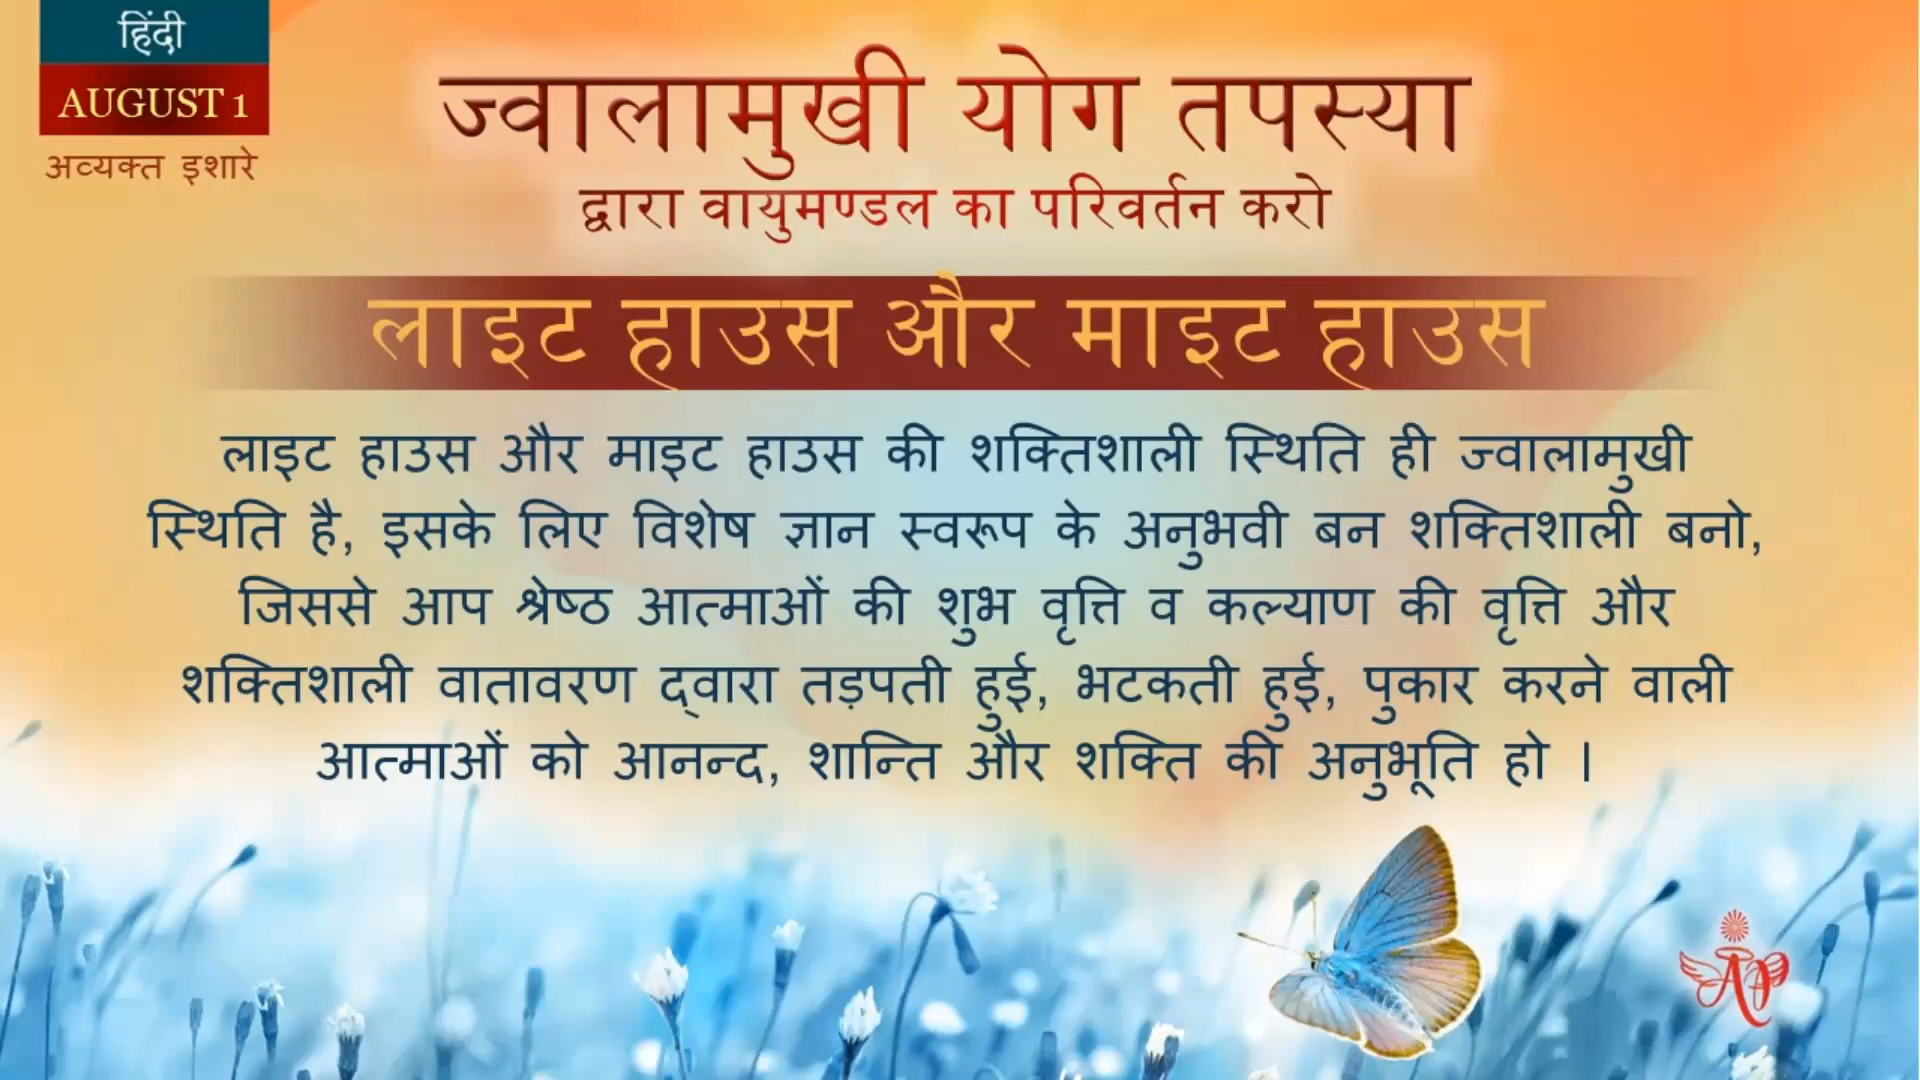 हिंदी
AUGUST 1
अव्यक्त इशारे
ज्वालामुखी योग तपस्या
द्वारा वायुमण्डल का परिवर्तन करो
लाइट हाउस और माइट हाउस
लाइट हाउस और माइट हाउस की शक्तिशाली स्थिति ही ज्वालामुखी
स्थिति है, इसके लिए विशेष ज्ञान स्वरूप के अनुभवी बन शक्तिशाली बनो,
जिससे आप श्रेष्ठ आत्माओं की शुभ वृत्ति व कल्याण की वृत्ति और
शक्तिशाली वातावरण द्‌वारा तड़पती हुई, भटकती हुई, पुकार करने वाली
आत्माओं को आनन्द, शान्ति और शक्ति की अनुभूति हो ।